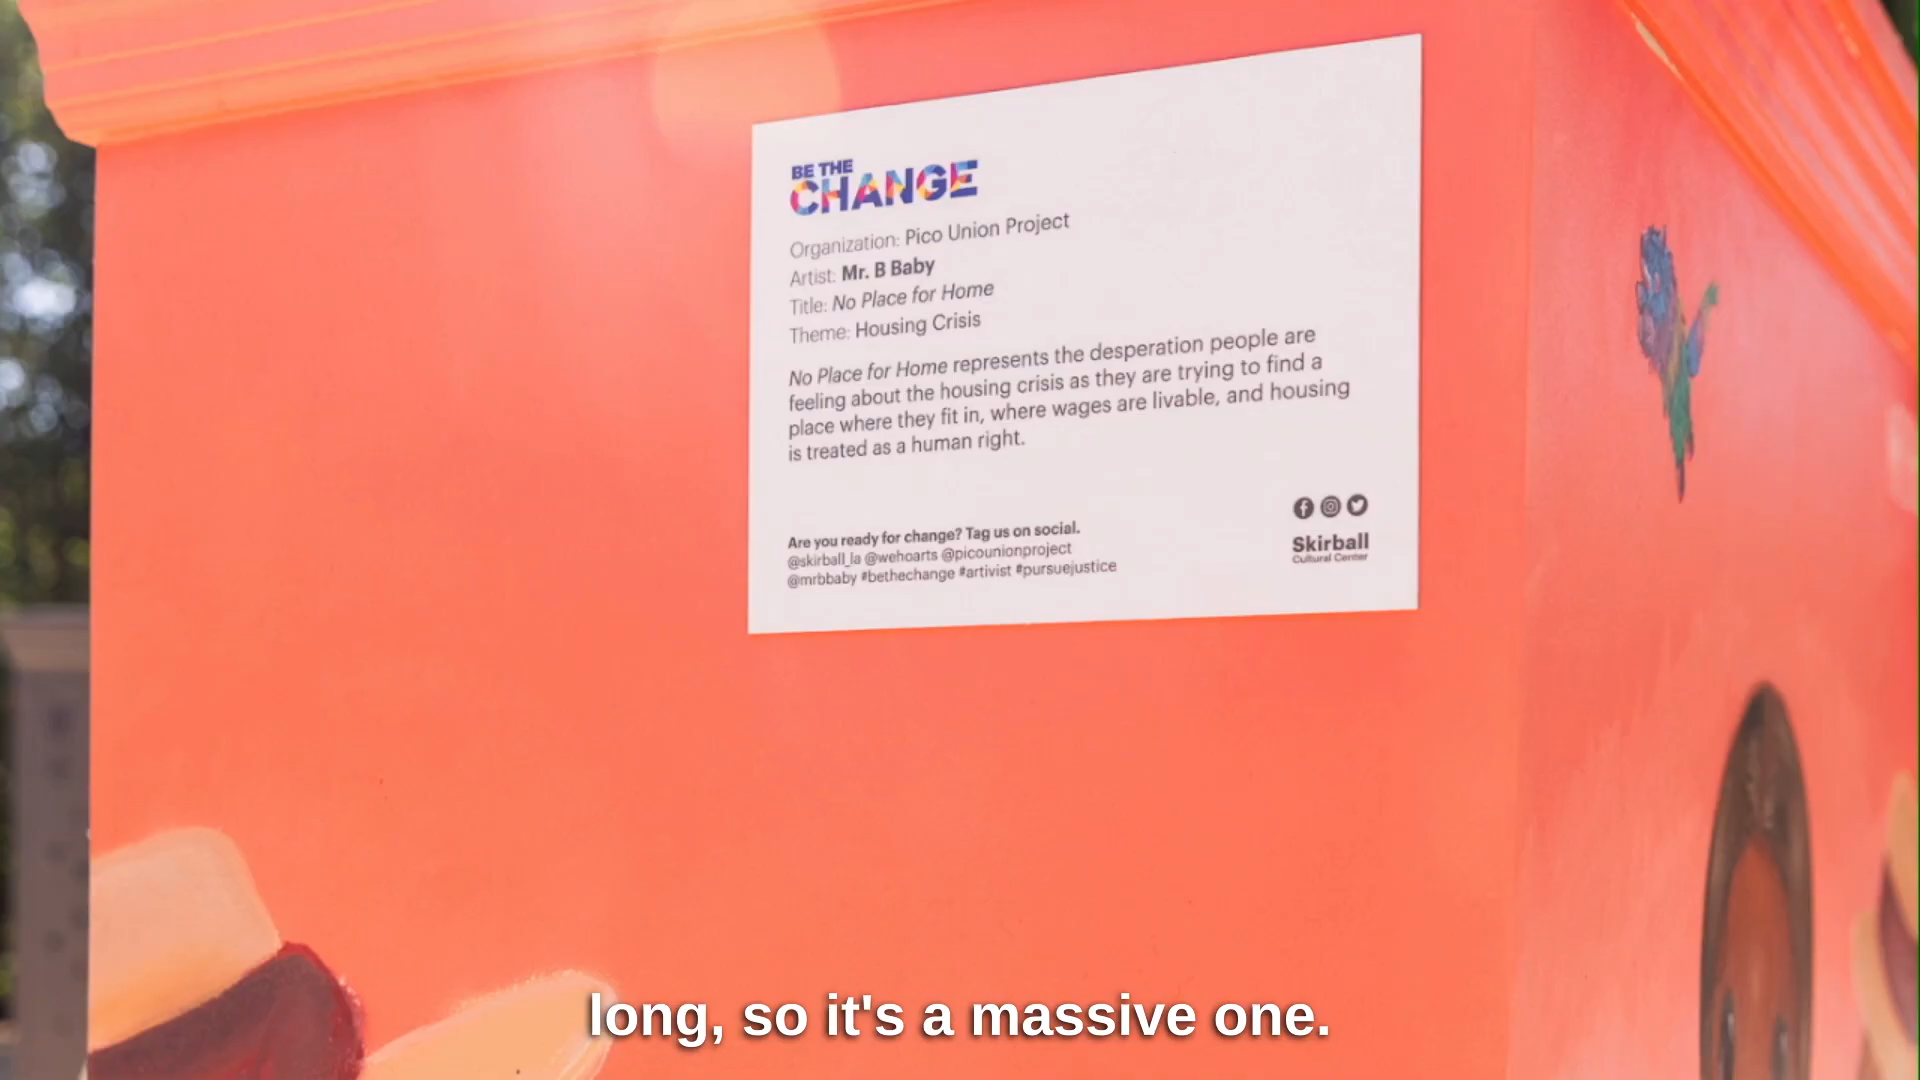 BE THE
CHANGE
Organization: Pico Union Project
Artist: Mr. B Baby
Title: No Place for Home
Theme: Housing Crisis
No Place for Home represents the desperation people are
feeling about the housing crisis as they are trying to find a
place where they fit in, where wages are livable, and housing
is treated as a human right.
Are you ready for change? Tag us on social.
@skirball_la @wehoarts @picounionproject
@mrbbaby #bethechange #artivist #pursuejustice
Skirball
Cultural Center
long, so it's a massive one.